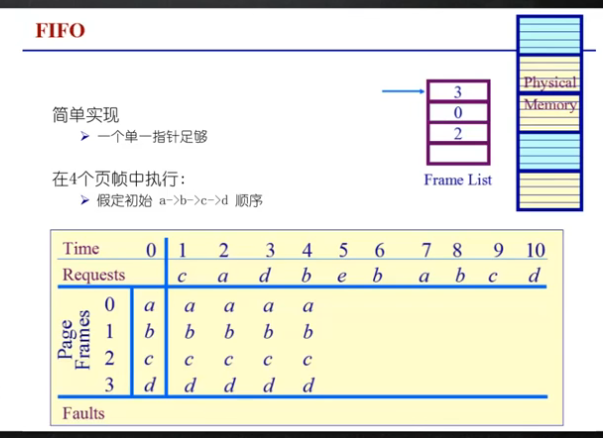 FIFO
简单实现
➢ 一个单一指针足够
在4个页帧中执行：
➢ 假定初始 a->b->c->d 顺序
3
0
2
Frame List
Physical
Memory
Time 0 1 2 3 4 5 6 7 8 9 10
Requests c a d b e b a b c d
Page Frames
0 a a a a a
1 b b b b b
2 c c c c c
3 d d d d d
Faults